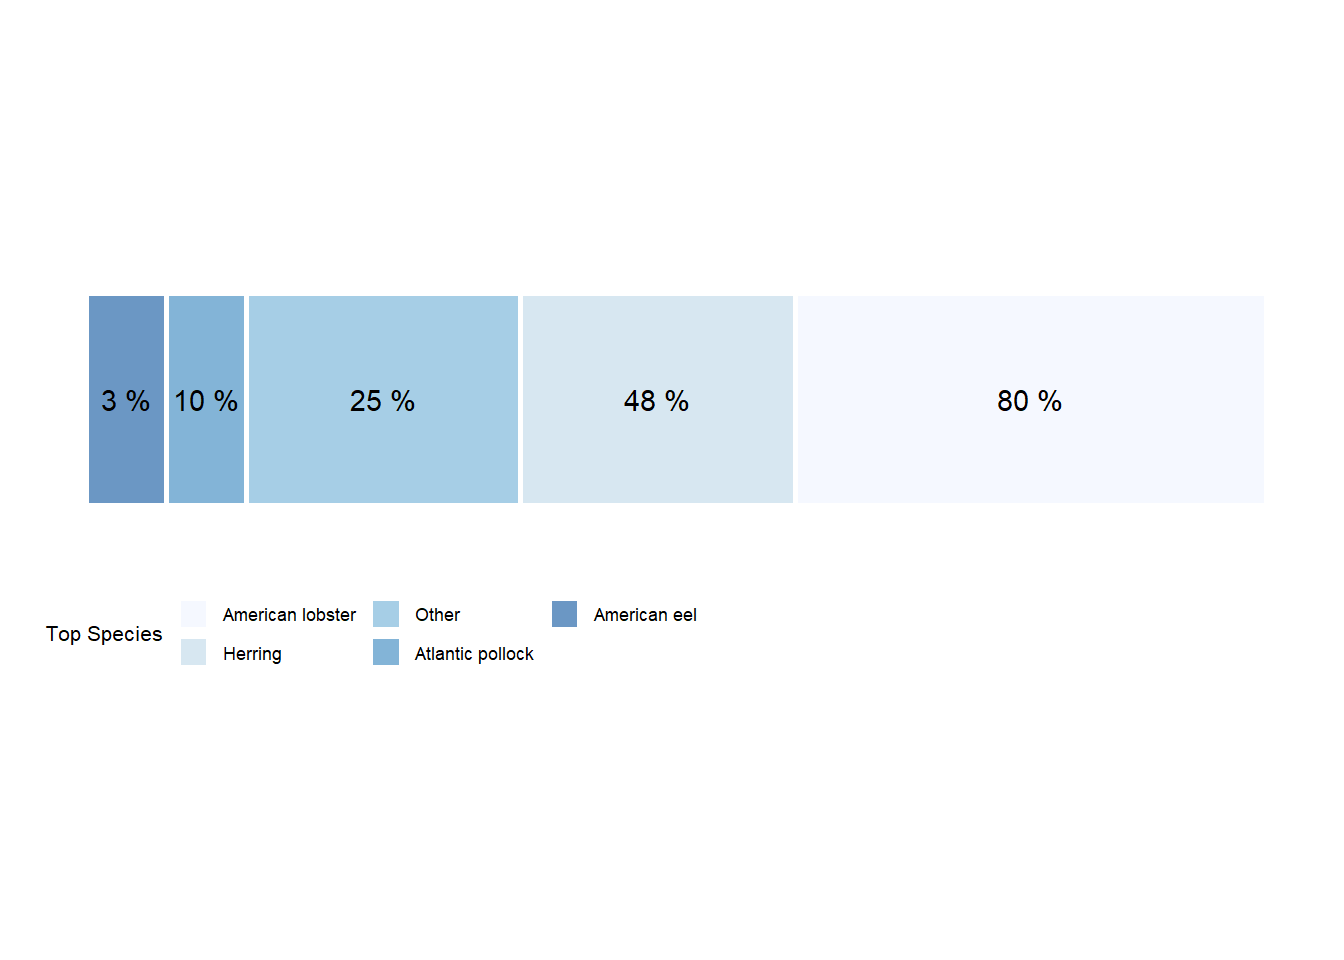 3 % 10 % 25 % 48 % 80 %
Top Species
American lobster Other American eel
Herring Atlantic pollock